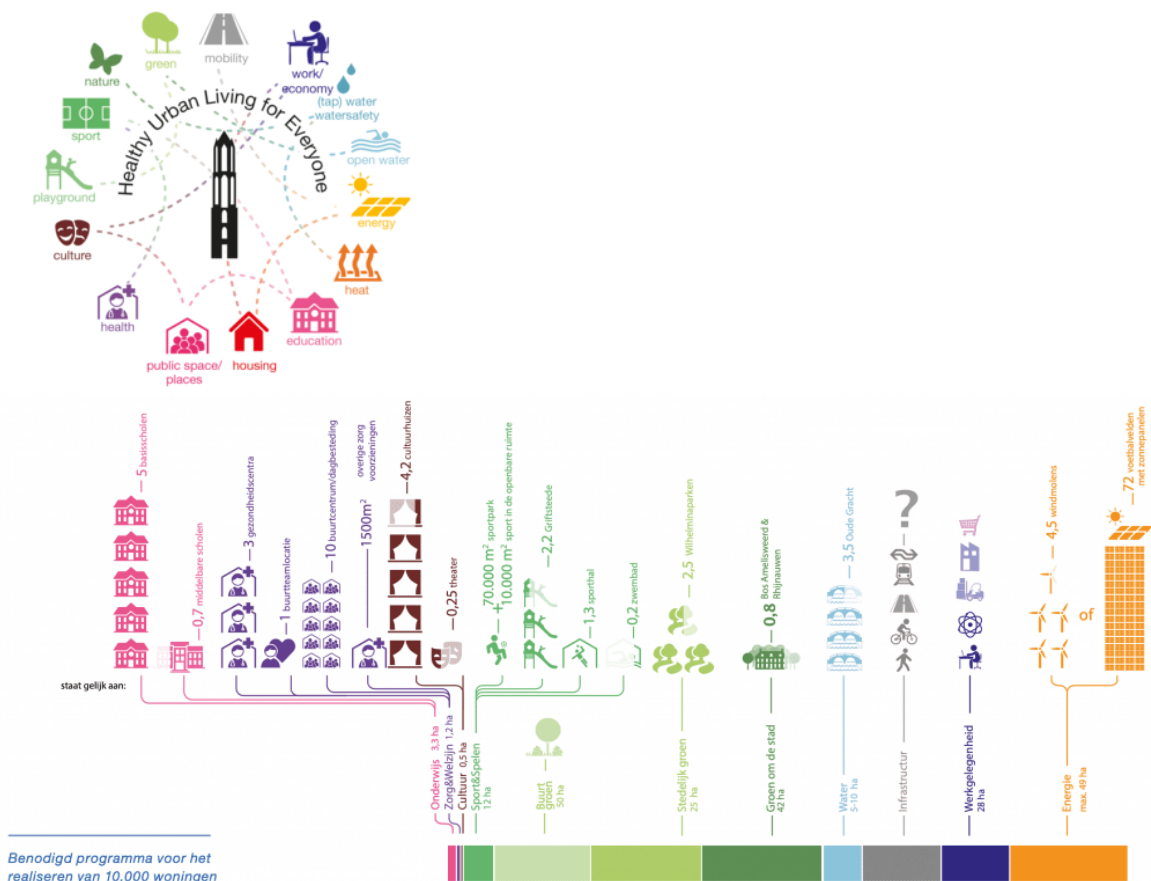 green
mobility
nature
work/
economy
(tap) water
watersafety
Healthy Urban Living for Everyone
sport
open water
playground
energy
culture
heat
health
education
public space/
places
housing
5 basisscholen
0,7 middelbare scholen
3 gezondheidscentra
1 buurtteamlocatie
10 buurtcentrum/dagbesteding
1500m²
overige zorg
voorzieningen
4,2 cultuurhuizen
0,25 theater
70.000 m² sportpark
+
10.000 m² sport in de openbare ruimte
2,2 Griftsteede
1,3 sporthal
0,2 zwembad
2,5 Wilhelminaparken
0,8 Bos Amelisweerd &
Rhijnauwen
3,5 Oude Gracht
?
4,5 windmolens
of
72 voetbalvelden
met zonnepanelen
staat gelijk aan:
Onderwijs 3,3 ha
Zorg&Welzijn 1,2 ha
Cultuur 0,5 ha
Sport&Spelen
12 ha
Buurt
groen
50 ha
Stedelijk groen
25 ha
Groen om de stad
42 ha
Water
5-10 ha
Infrastructur
Werkgelegenheid
28 ha
Energie
max. 49 ha
Benodigd programma voor het
realiseren van 10.000 woningen